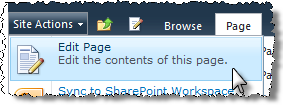 Site Actions Browse Page
Edit Page
Edit the contents of this page.
Sync to SharePoint Workspace